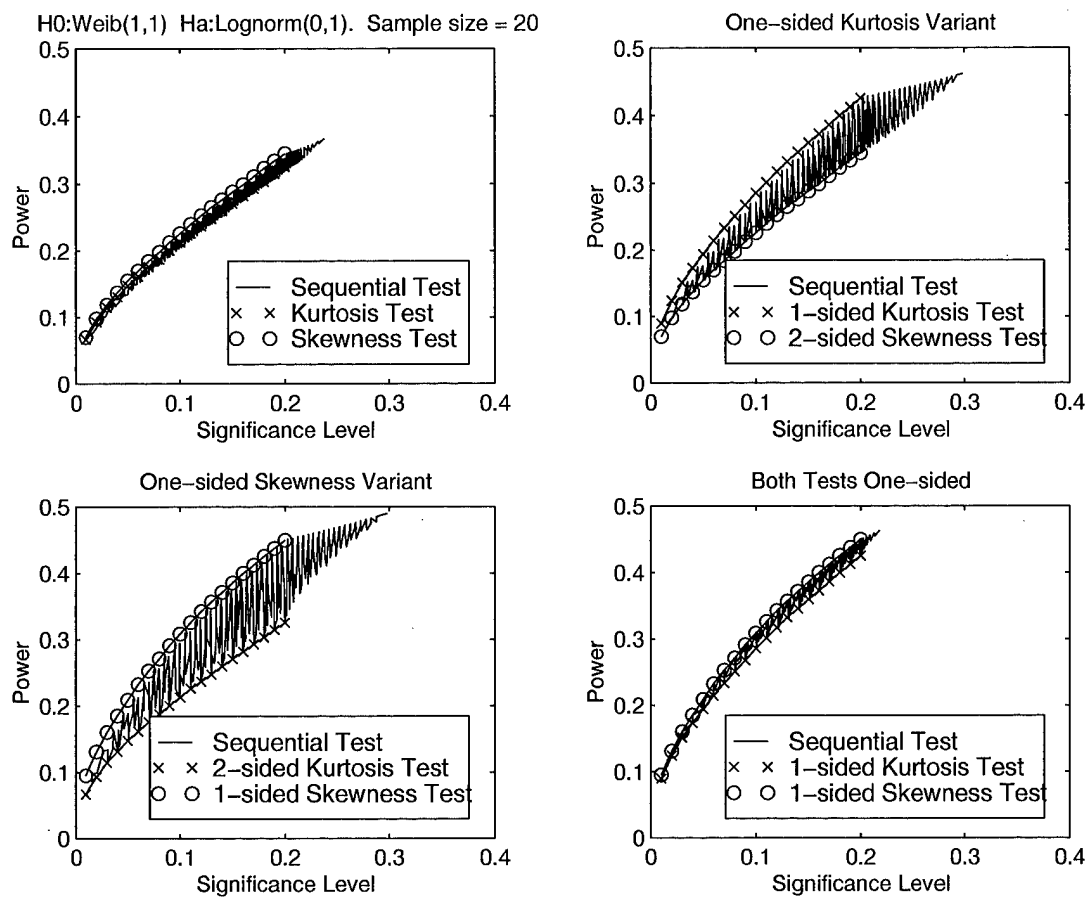 H0:Weib(1,1) Ha:Lognorm(0,1). Sample size = 20
0.5
0.4
0.3
0.2
0.1
0
Power
Sequential Test
Kurtosis Test
Skewness Test
0 0.1 0.2 0.3 0.4
Significance Level
One-sided Kurtosis Variant
0.5
0.4
0.3
0.2
0.1
0
Power
Sequential Test
1-sided Kurtosis Test
2-sided Skewness Test
0 0.1 0.2 0.3 0.4
Significance Level
One-sided Skewness Variant
0.5
0.4
0.3
0.2
0.1
0
Power
Sequential Test
2-sided Kurtosis Test
1-sided Skewness Test
0 0.1 0.2 0.3 0.4
Significance Level
Both Tests One-sided
0.5
0.4
0.3
0.2
0.1
0
Power
Sequential Test
1-sided Kurtosis Test
1-sided Skewness Test
0 0.1 0.2 0.3 0.4
Significance Level